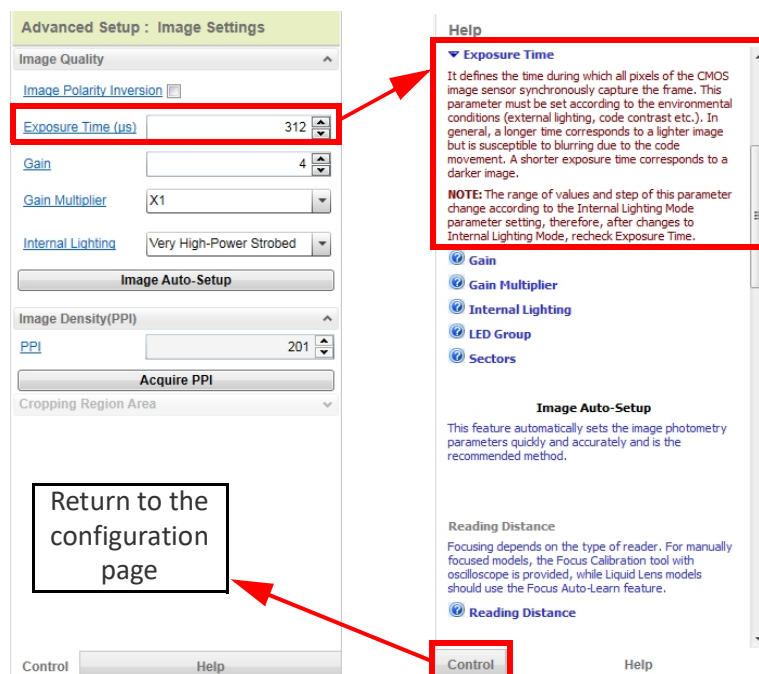 Advanced Setup : Image Settings
Image Quality
Image Polarity Inversion
Exposure Time (µs) 312
Gain 4
Gain Multiplier X1
Internal Lighting Very High-Power Strobed
Image Auto-Setup
Image Density(PPI)
PPI 201
Acquire PPI
Cropping Region Area
Return to the
configuration
page
Control Help
Help
Exposure Time
It defines the time during which all pixels of the CMOS
image sensor synchronously capture the frame. This
parameter must be set according to the environmental
conditions (external lighting, code contrast etc.). In
general, a longer time corresponds to a lighter image
but is susceptible to blurring due to the code
movement. A shorter exposure time corresponds to a
darker image.
NOTE: The range of values and step of this parameter
change according to the Internal Lighting Mode
parameter setting, therefore, after changes to
Internal Lighting Mode, recheck Exposure Time.
Gain
Gain Multiplier
Internal Lighting
LED Group
Sectors
Image Auto-Setup
This feature automatically sets the image photometry
parameters quickly and accurately and is the
recommended method.
Reading Distance
Focusing depends on the type of reader. For manually
focused models, the Focus Calibration tool with
oscilloscope is provided, while Liquid Lens models
should use the Focus Auto-Learn feature.
Reading Distance
Control Help